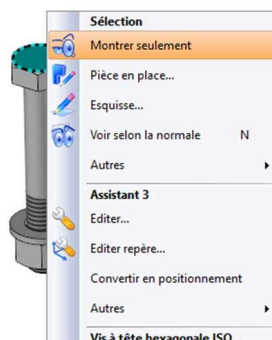 Sélection
Montrer seulement
Pièce en place...
Esquisse...
Voir selon la normale N
Autres
Assistant 3
Editer...
Editer repère...
Convertir en positionnement
Autres
Vis à tête hexagonale ISO